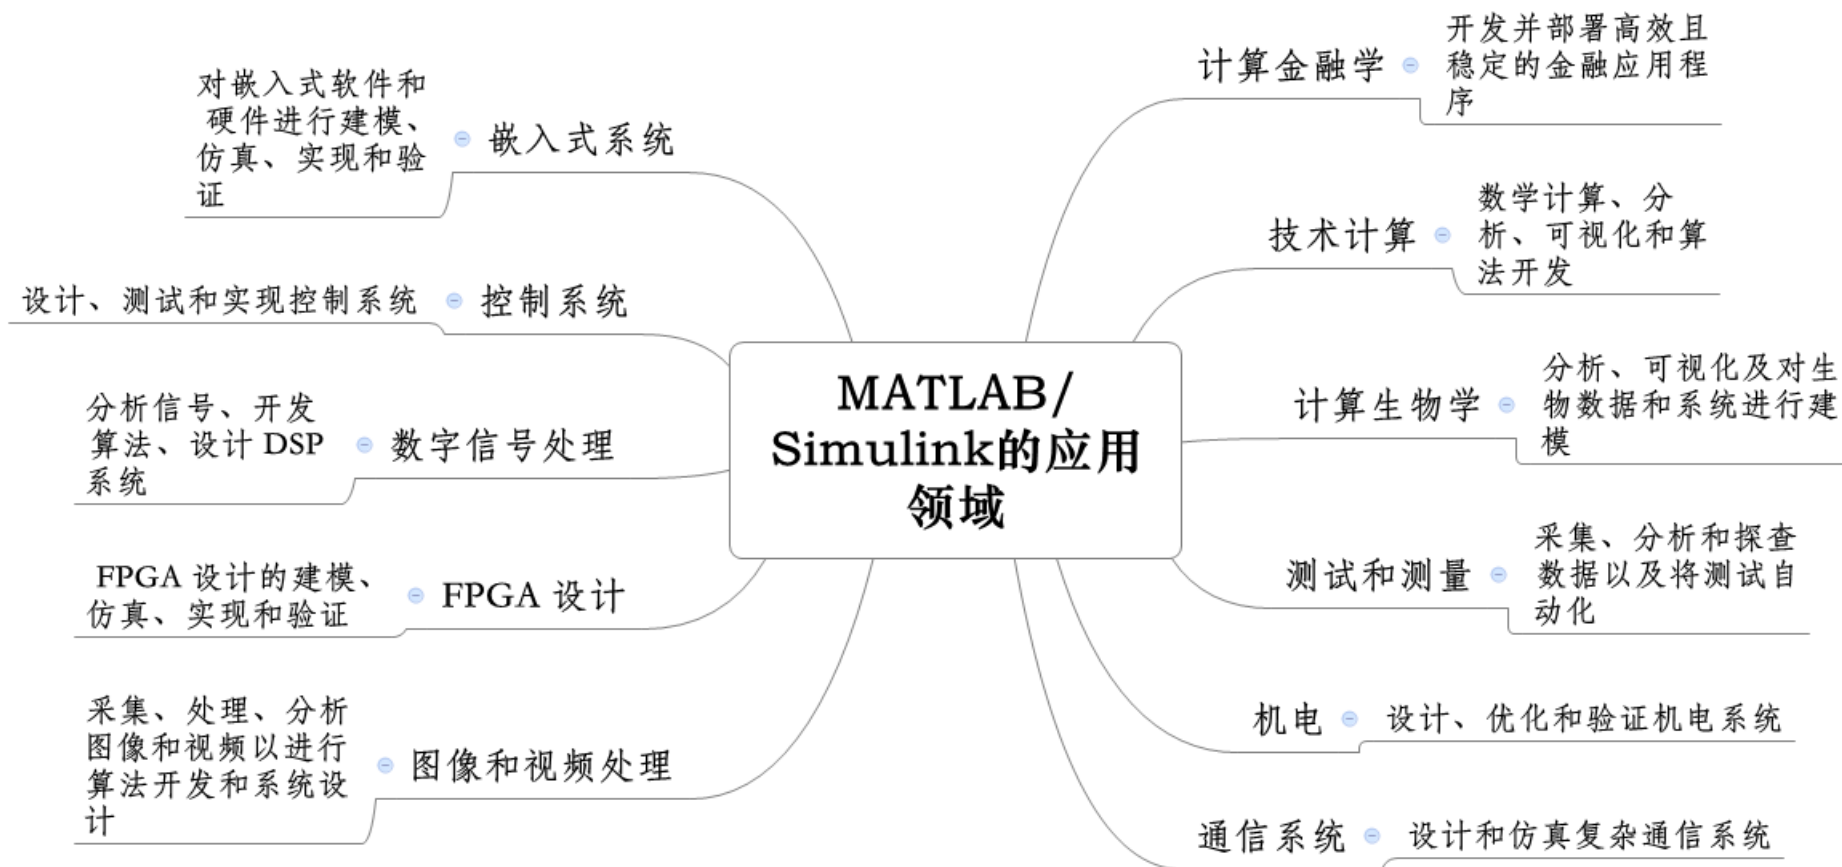 MATLAB/
Simulink的应用
领域
计算金融学
开发并部署高效且
稳定的金融应用程
序
技术计算
数学计算、分
析、可视化和算
法开发
计算生物学
分析、可视化及对生
物数据和系统进行建
模
测试和测量
采集、分析和探查
数据以及将测试自
动化
机电
设计、优化和验证机电系统
通信系统
设计和仿真复杂通信系统
嵌入式系统
对嵌入式软件和
硬件进行建模、
仿真、实现和验
证
控制系统
设计、测试和实现控制系统
数字信号处理
分析信号、开发
算法、设计 DSP
系统
FPGA 设计
FPGA 设计的建模、
仿真、实现和验证
图像和视频处理
采集、处理、分析
图像和视频以进行
算法开发和系统设
计